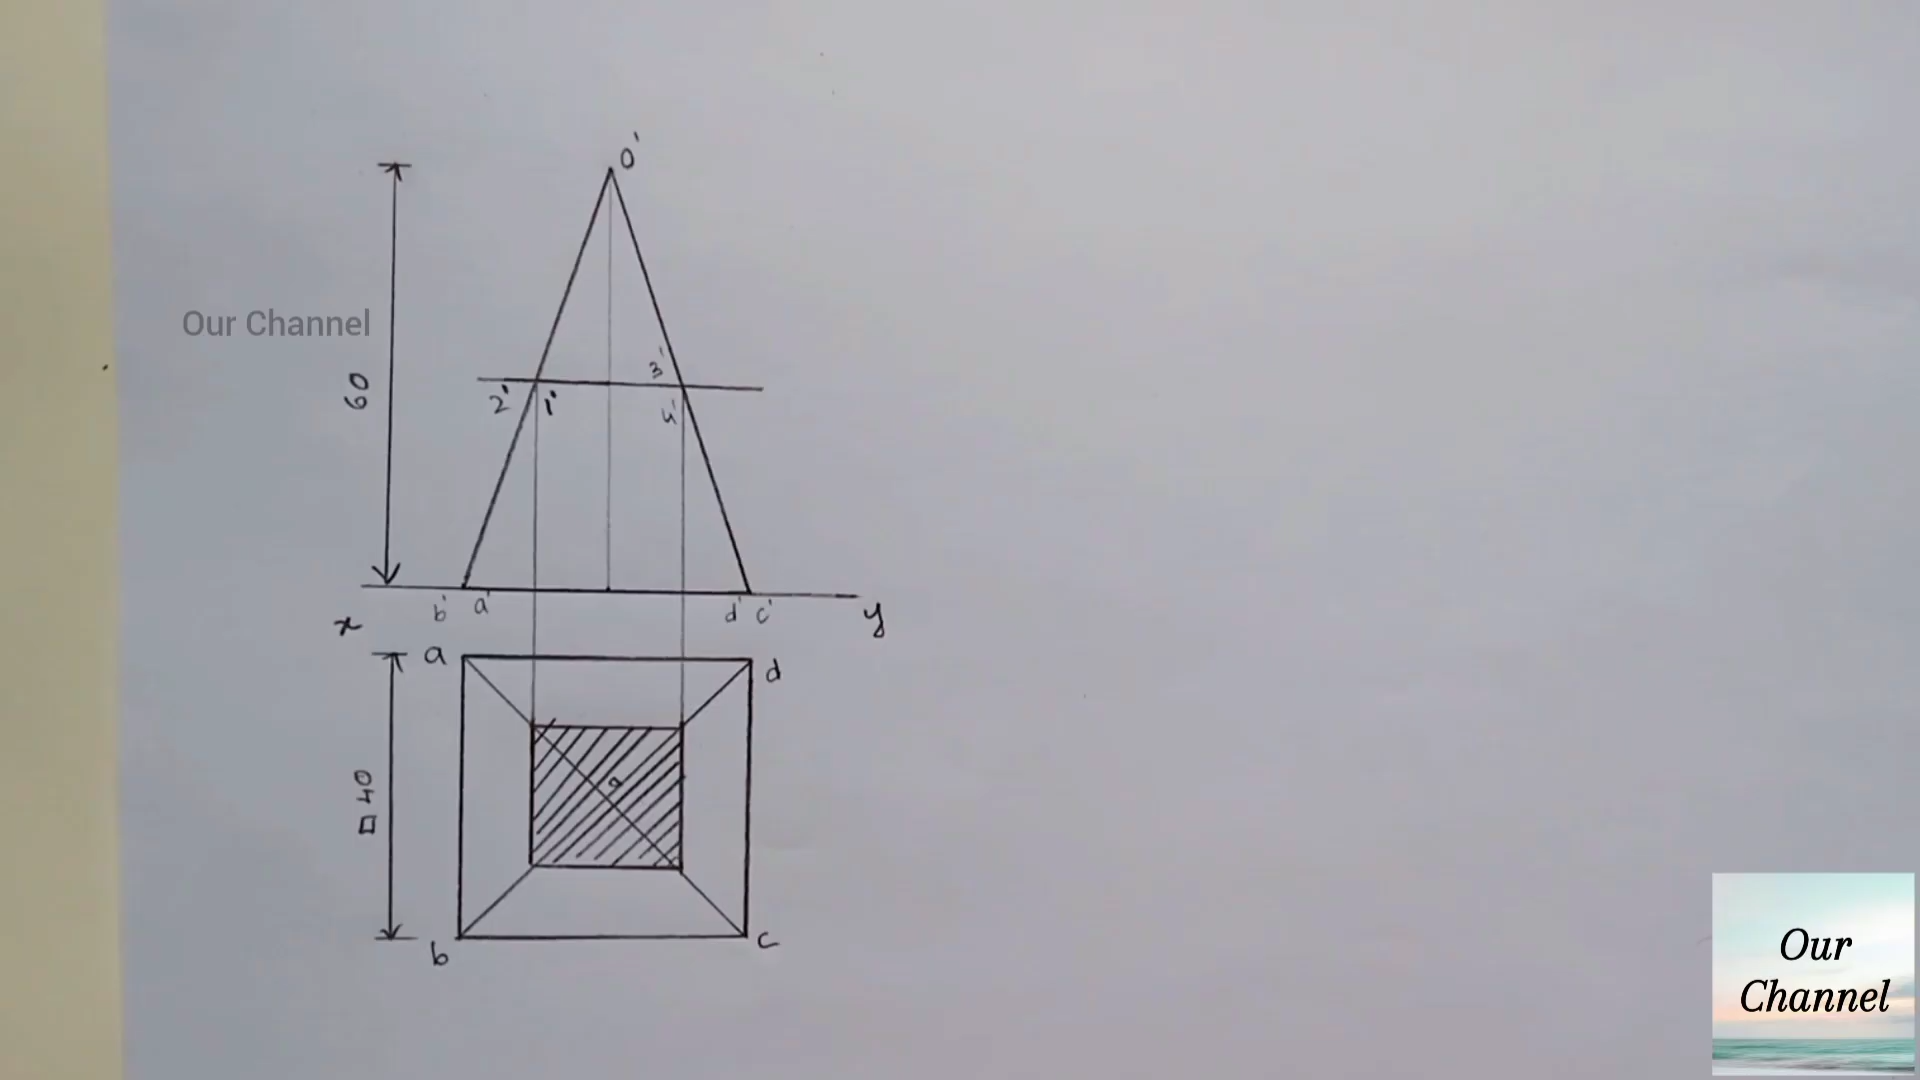 O'
Our Channel
60
2' 1' 3' 4'
b' a' d' c'
x y
a d
□ 40
o
b c
Our
Channel